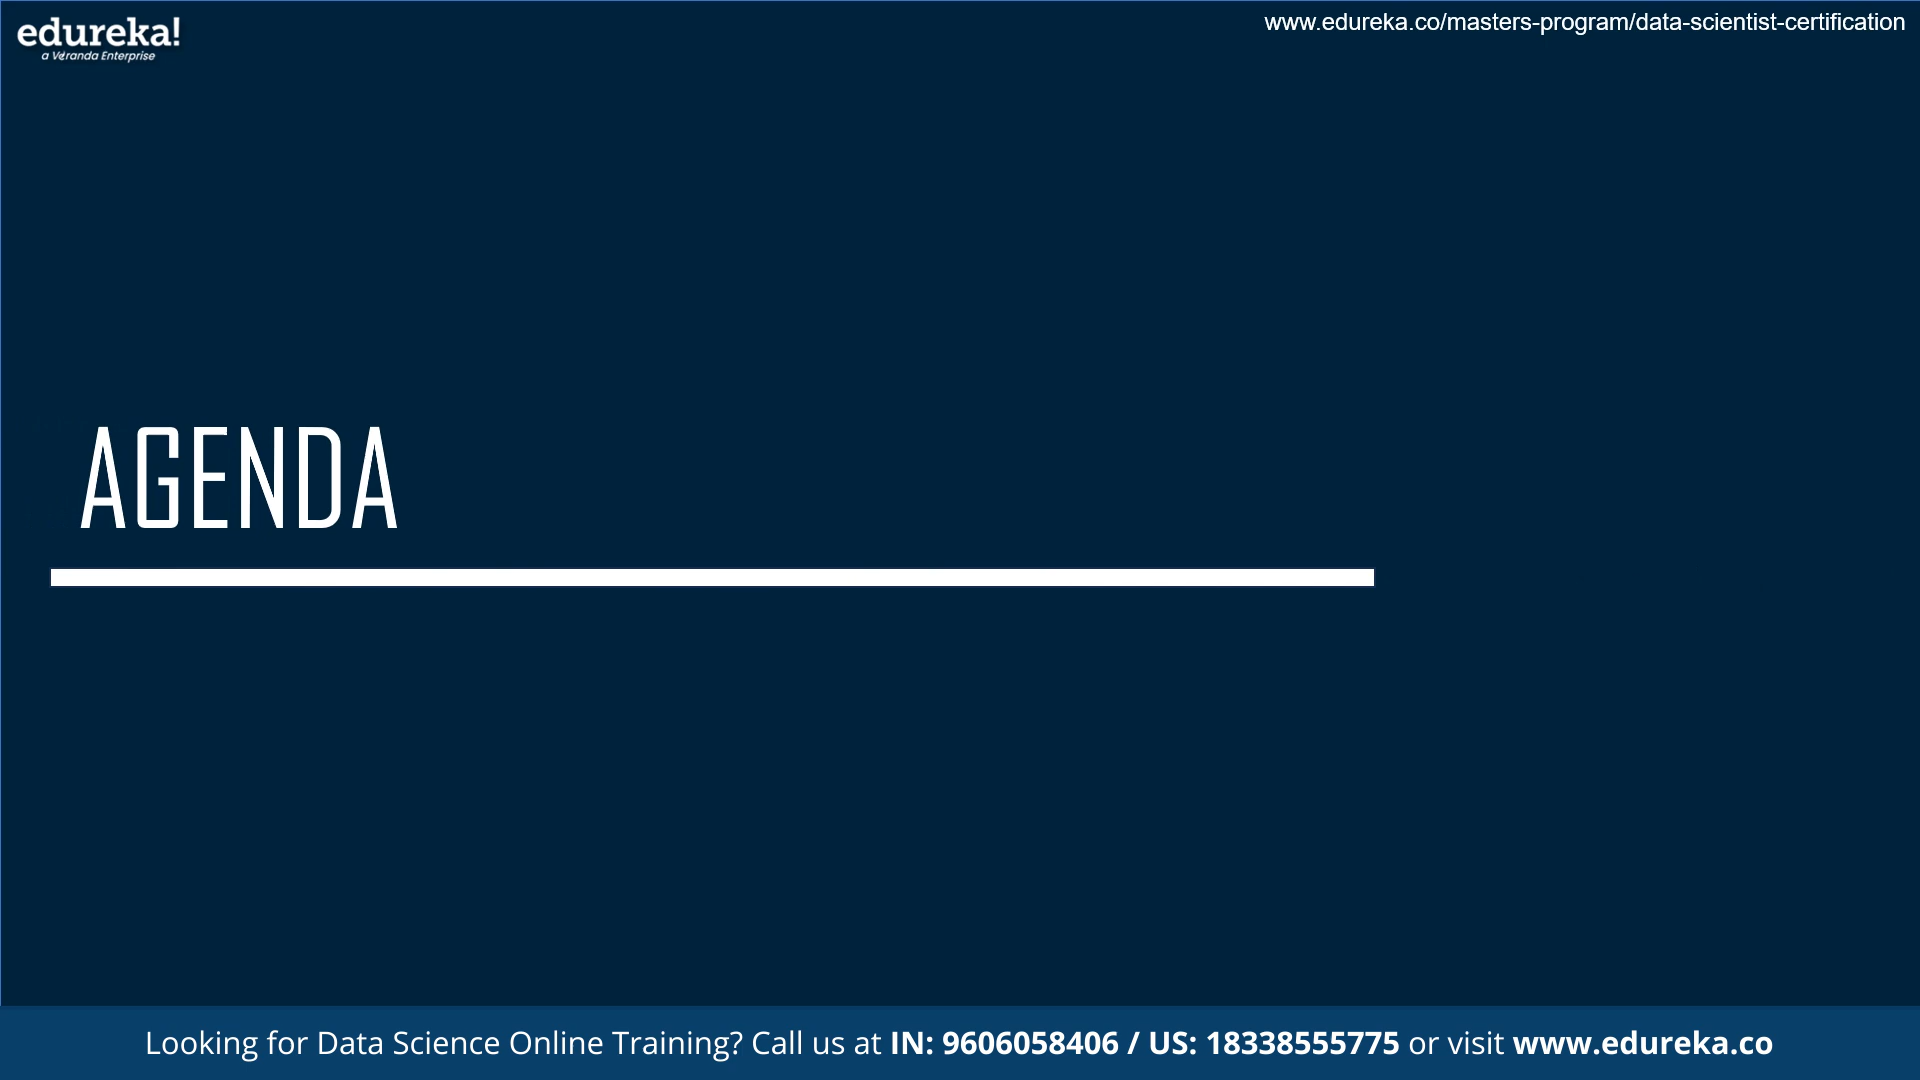 edureka!
a Veranda Enterprise
www.edureka.co/masters-program/data-scientist-certification
AGENDA
Looking for Data Science Online Training? Call us at IN: 9606058406 / US: 18338555775 or visit www.edureka.co